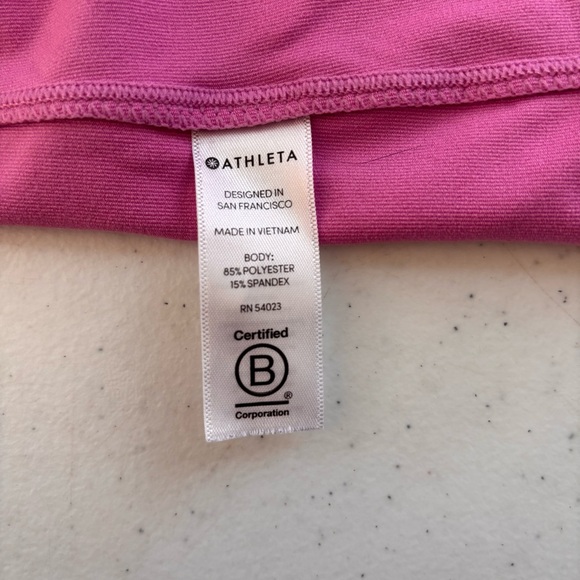 ATHLETA
DESIGNED IN
SAN FRANCISCO
MADE IN VIETNAM
BODY:
85% POLYESTER
15% SPANDEX
RN 54023
Certified
B
®
Corporation